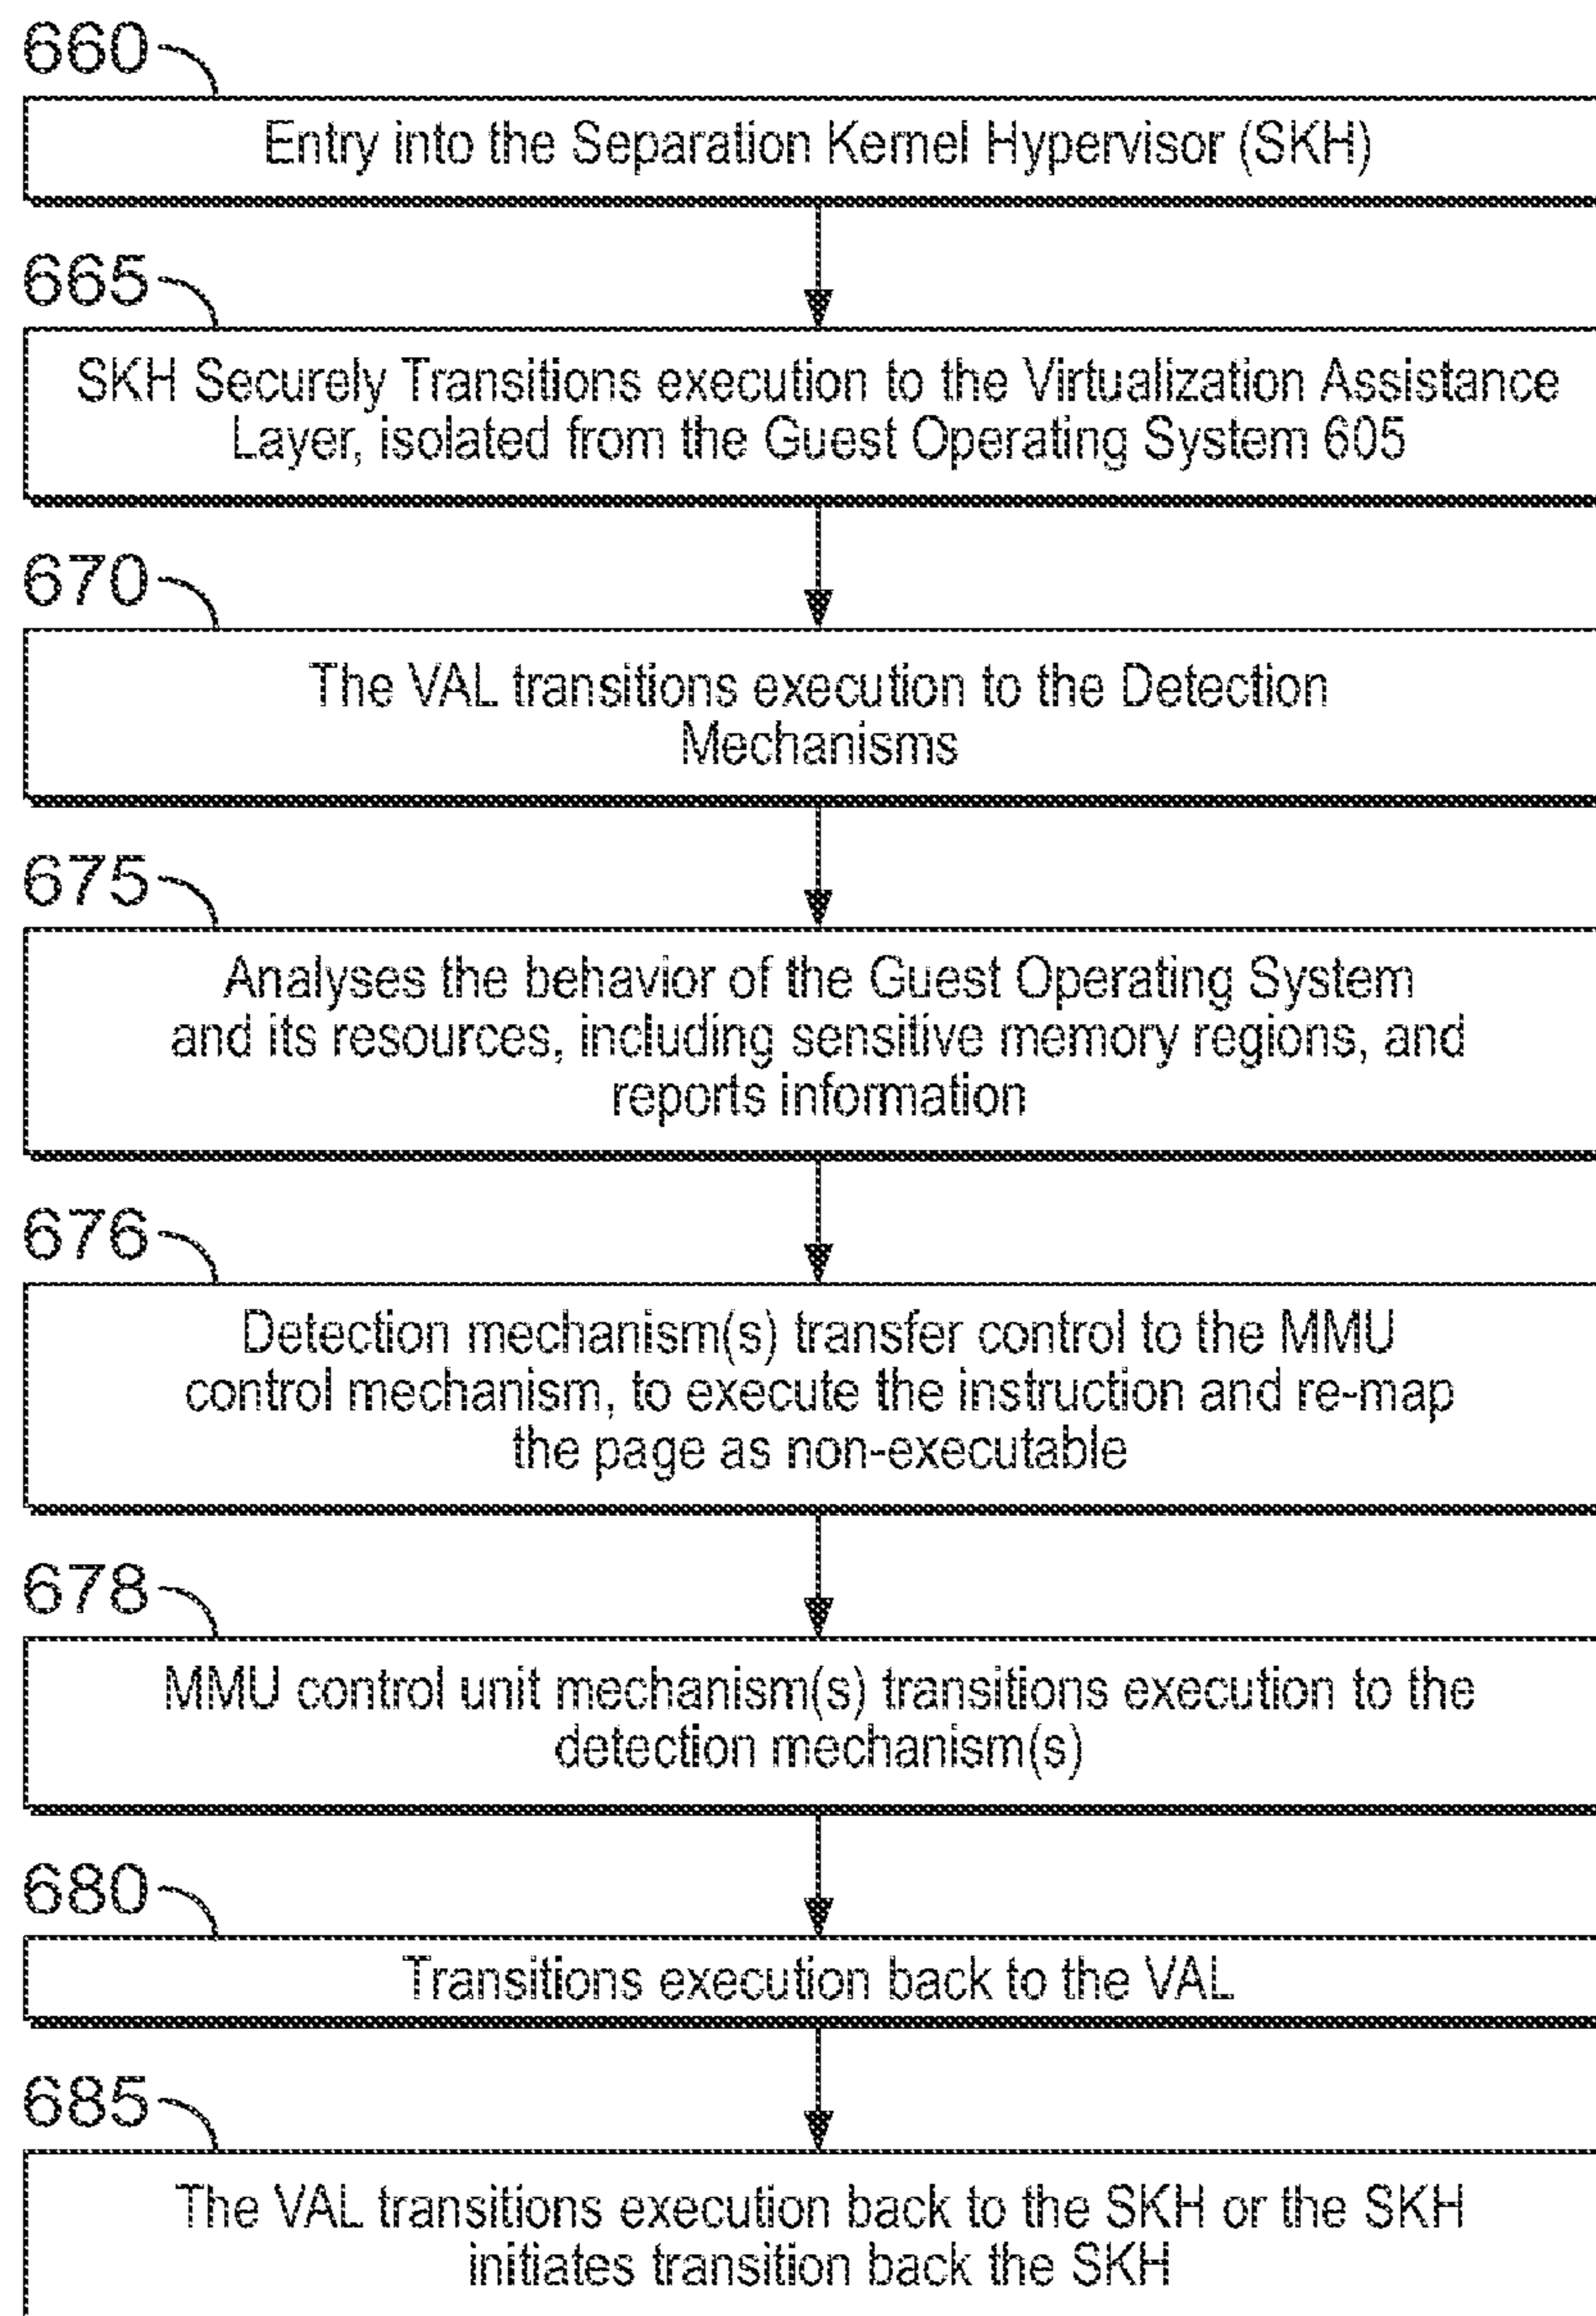 660
Entry into the Separation Kernel Hypervisor (SKH)
665
SKH Securely Transitions execution to the Virtualization Assistance
Layer, isolated from the Guest Operating System 605
670
The VAL transitions execution to the Detection
Mechanisms
675
Analyses the behavior of the Guest Operating System
and its resources, including sensitive memory regions, and
reports information
676
Detection mechanism(s) transfer control to the MMU
control mechanism, to execute the instruction and re-map
the page as non-executable
678
MMU control unit mechanism(s) transitions execution to the
detection mechanism(s)
680
Transitions execution back to the VAL
685
The VAL transitions execution back to the SKH or the SKH
initiates transition back the SKH